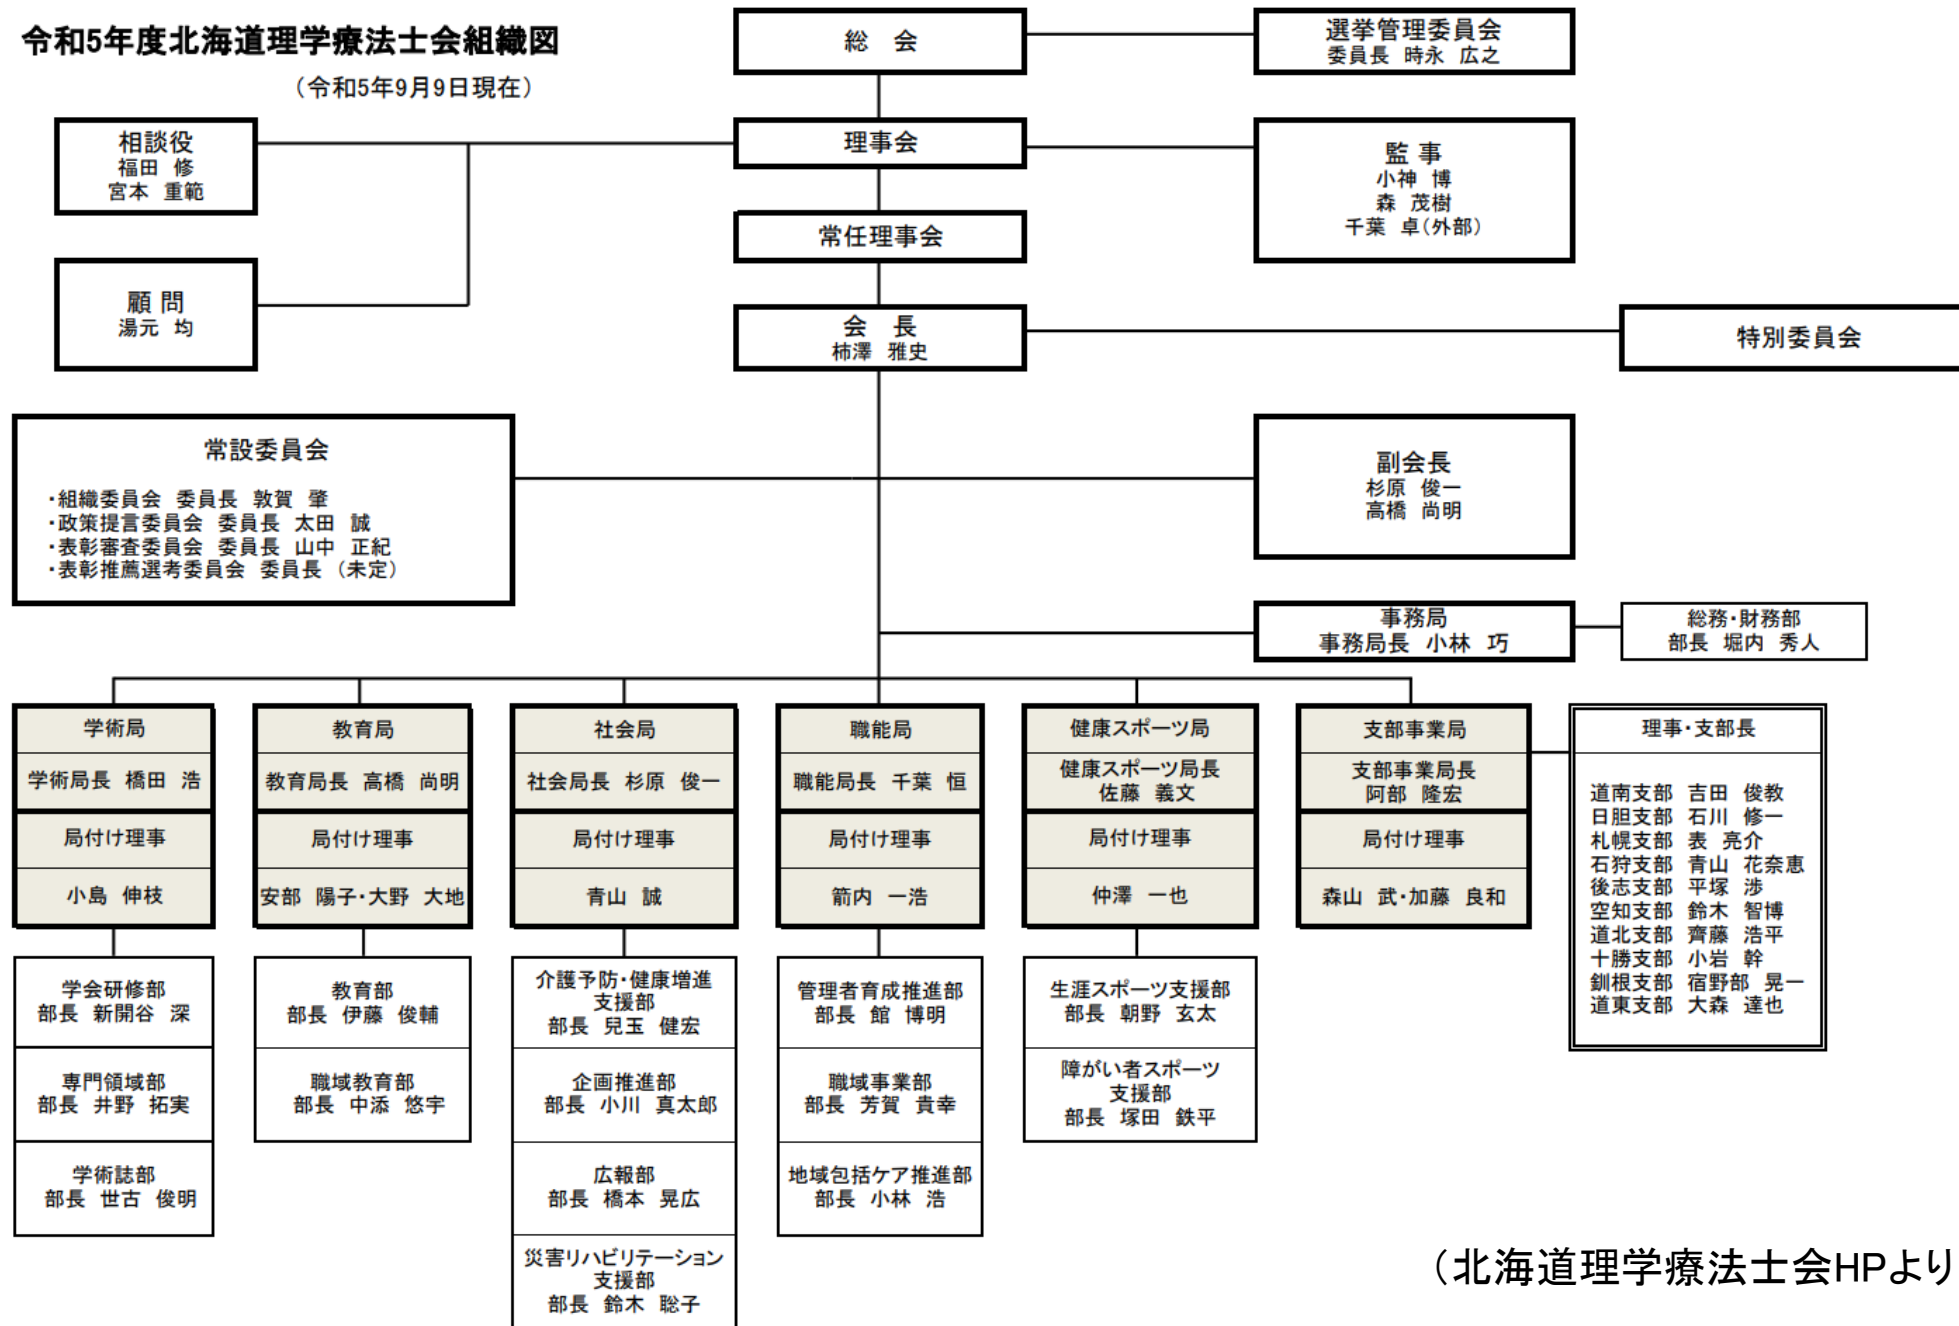 令和5年度北海道理学療法士会組織図
（令和5年9月9日現在）
総　会
選挙管理委員会
委員長 時永 広之
相談役
福田 修
宮本 重範
理事会
監 事
小神 博
森 茂樹
千葉 卓（外部）
常任理事会
顧 問
湯元 均
会　長
柿澤 雅史
特別委員会
常設委員会
・組織委員会 委員長 敦賀 肇
・政策提言委員会 委員長 太田 誠
・表彰審査委員会 委員長 山中 正紀
・表彰推薦選考委員会 委員長 （未定）
副会長
杉原 俊一
高橋 尚明
事務局
事務局長 小林 巧
総務・財務部
部長 堀内 秀人
学術局
学術局長 橋田 浩
局付け理事
小島 伸枝
学会研修部
部長 新開谷 深
専門領域部
部長 井野 拓実
学術誌部
部長 世古 俊明
教育局
教育局長 高橋 尚明
局付け理事
安部 陽子・大野 大地
教育部
部長 伊藤 俊輔
職域教育部
部長 中添 悠宇
社会局
社会局長 杉原 俊一
局付け理事
青山 誠
介護予防・健康増進
支援部
部長 兒玉 健宏
企画推進部
部長 小川 真太郎
広報部
部長 橋本 晃広
災害リハビリテーション
支援部
部長 鈴木 聡子
職能局
職能局長 千葉 恒
局付け理事
箭内 一浩
管理者育成推進部
部長 館 博明
職域事業部
部長 芳賀 貴幸
地域包括ケア推進部
部長 小林 浩
健康スポーツ局
健康スポーツ局長
佐藤 義文
局付け理事
仲澤 一也
生涯スポーツ支援部
部長 朝野 玄太
障がい者スポーツ
支援部
部長 塚田 鉄平
支部事業局
支部事業局長
阿部 隆宏
局付け理事
森山 武・加藤 良和
理事・支部長
道南支部 吉田 俊教
日胆支部 石川 修一
札幌支部 表 亮介
石狩支部 青山 花奈恵
後志支部 平塚 渉
空知支部 鈴木 智博
道北支部 齊藤 浩平
十勝支部 小岩 幹
釧根支部 宿野部 晃一
道東支部 大森 達也
（北海道理学療法士会HPより